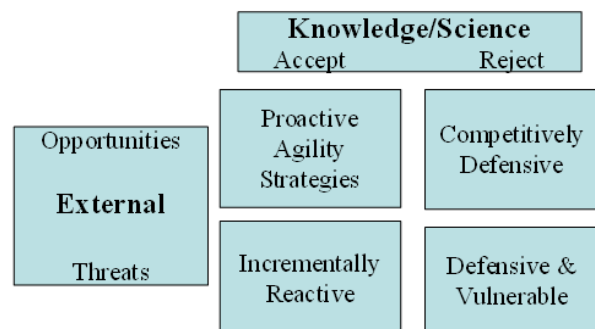 Knowledge/Science
Accept Reject
Proactive
Agility
Strategies
Competitively
Defensive
Opportunities
External
Threats
Incrementally
Reactive
Defensive &
Vulnerable